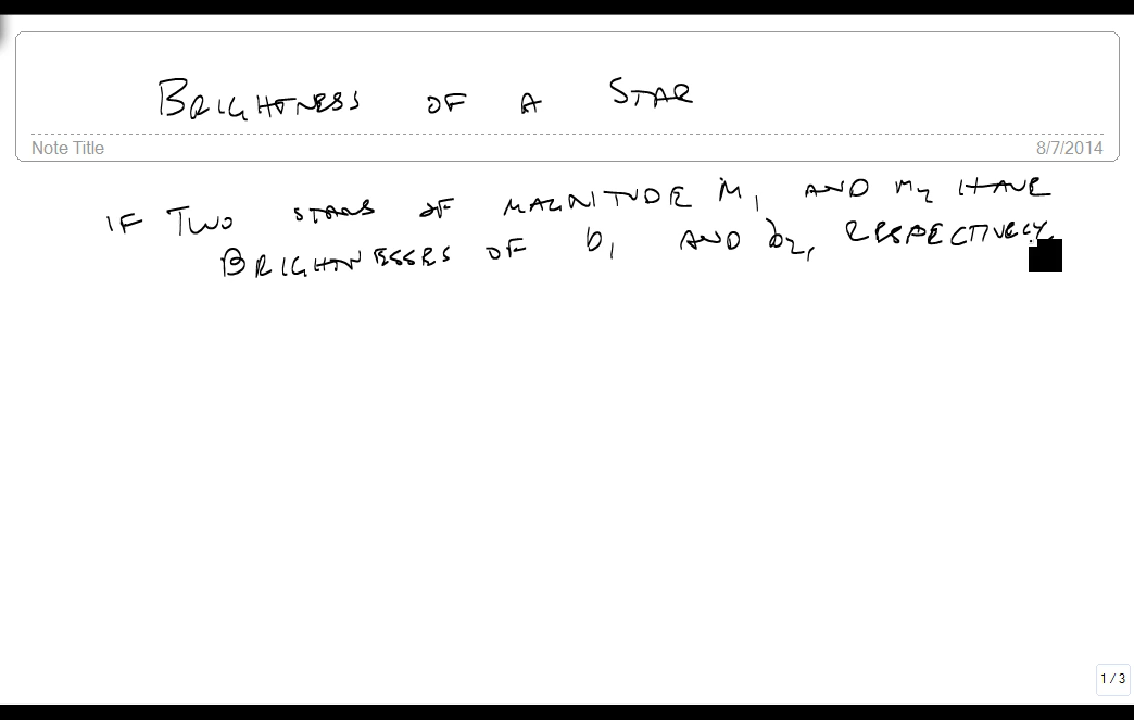 BRIGHTNESS OF A STAR
Note Title 8/7/2014
IF TWO STARS OF MAGNITUDE M1 AND M2 HAVE
BRIGHTNESSES OF b1 AND b2, RESPECTIVELY,
1 / 3